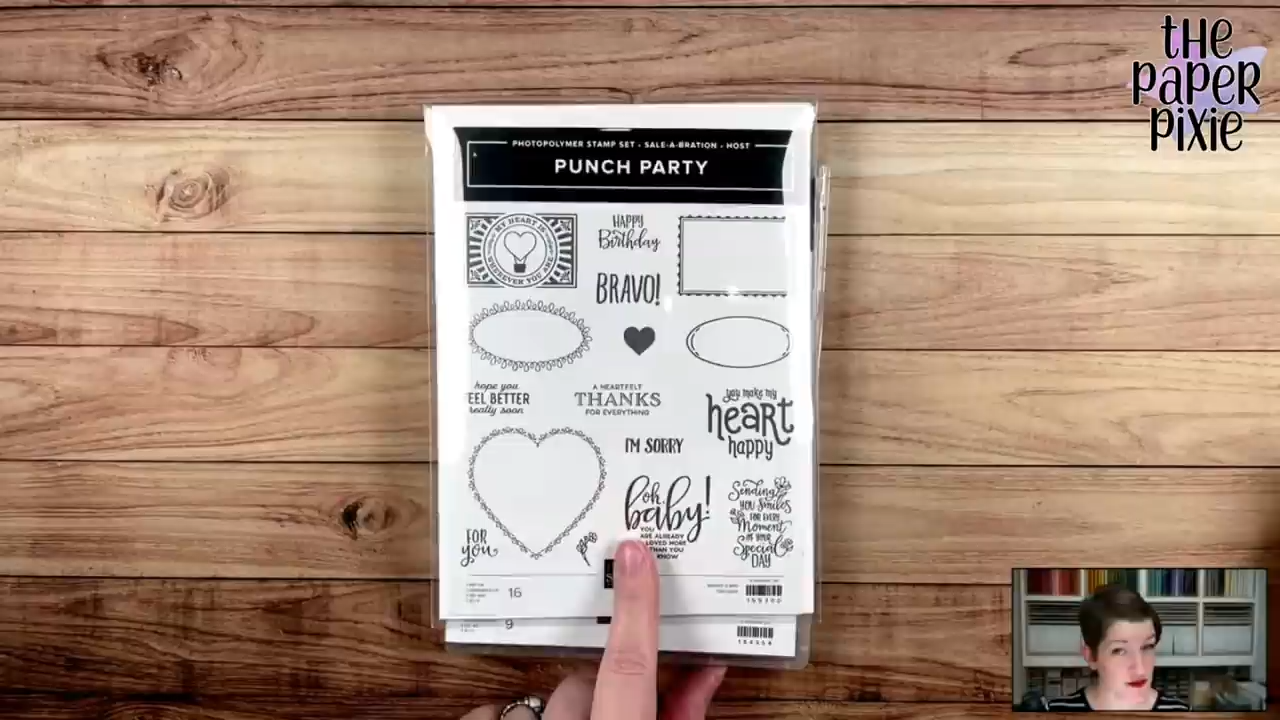 THE
PAPER
PIXIE
PHOTOPOLYMER STAMP SET • SALE-A-BRATION • HOST
PUNCH PARTY
MY HEART IS
WHEREVER YOU ARE
HAPPY
Birthday
BRAVO!
hope you
EEL BETTER
really soon
A HEARTFELT
THANKS
FOR EVERYTHING
you make my
heart
happy
I'M SORRY
oh,
baby!
YOU
ARE ALREADY
LOVED MORE
THAN YOU
KNOW
Sending
YOU Smiles
FOR EVERY
Moment
OF YOUR
Special
DAY
FOR
you
16
9